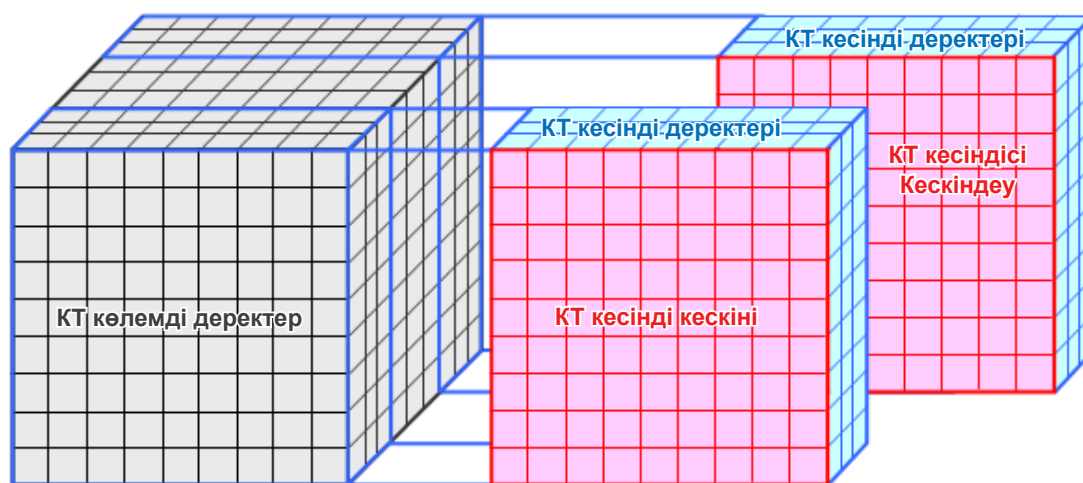 КТ кесінді деректері
КТ кесінді деректері
КТ кесіндісі
Кескіндеу
КТ көлемді деректер
КТ кесінді кескіні